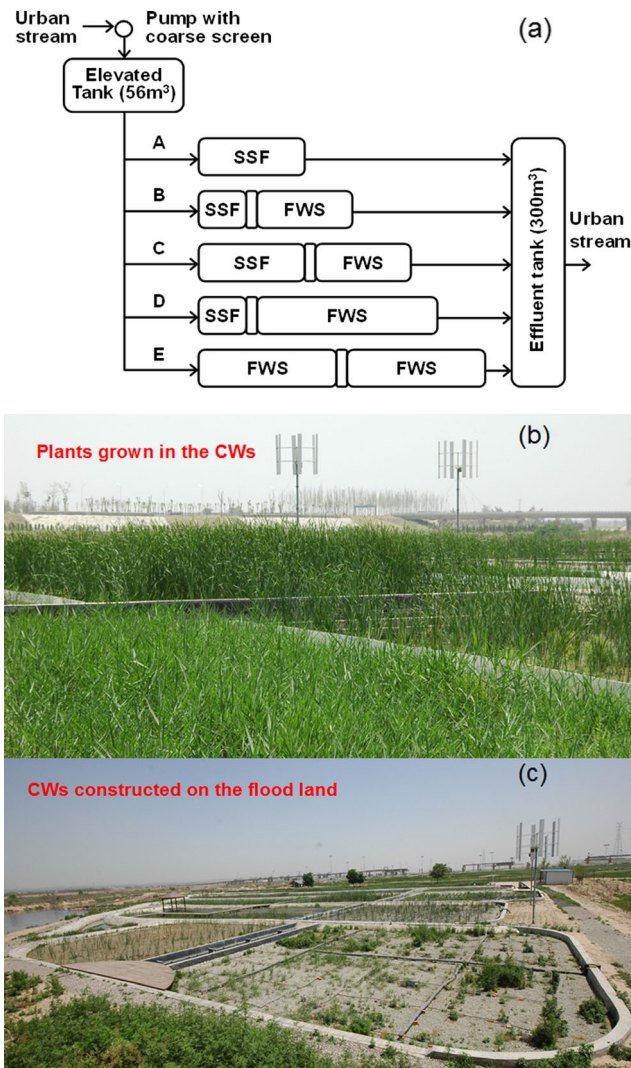 Urban
stream
Pump with
coarse screen
(a)
Elevated
Tank (56m³)
A
SSF
B
SSF
FWS
C
SSF
FWS
D
SSF
FWS
E
FWS
FWS
Effluent tank (300m³)
Urban
stream
(b)
Plants grown in the CWs
(c)
CWs constructed on the flood land